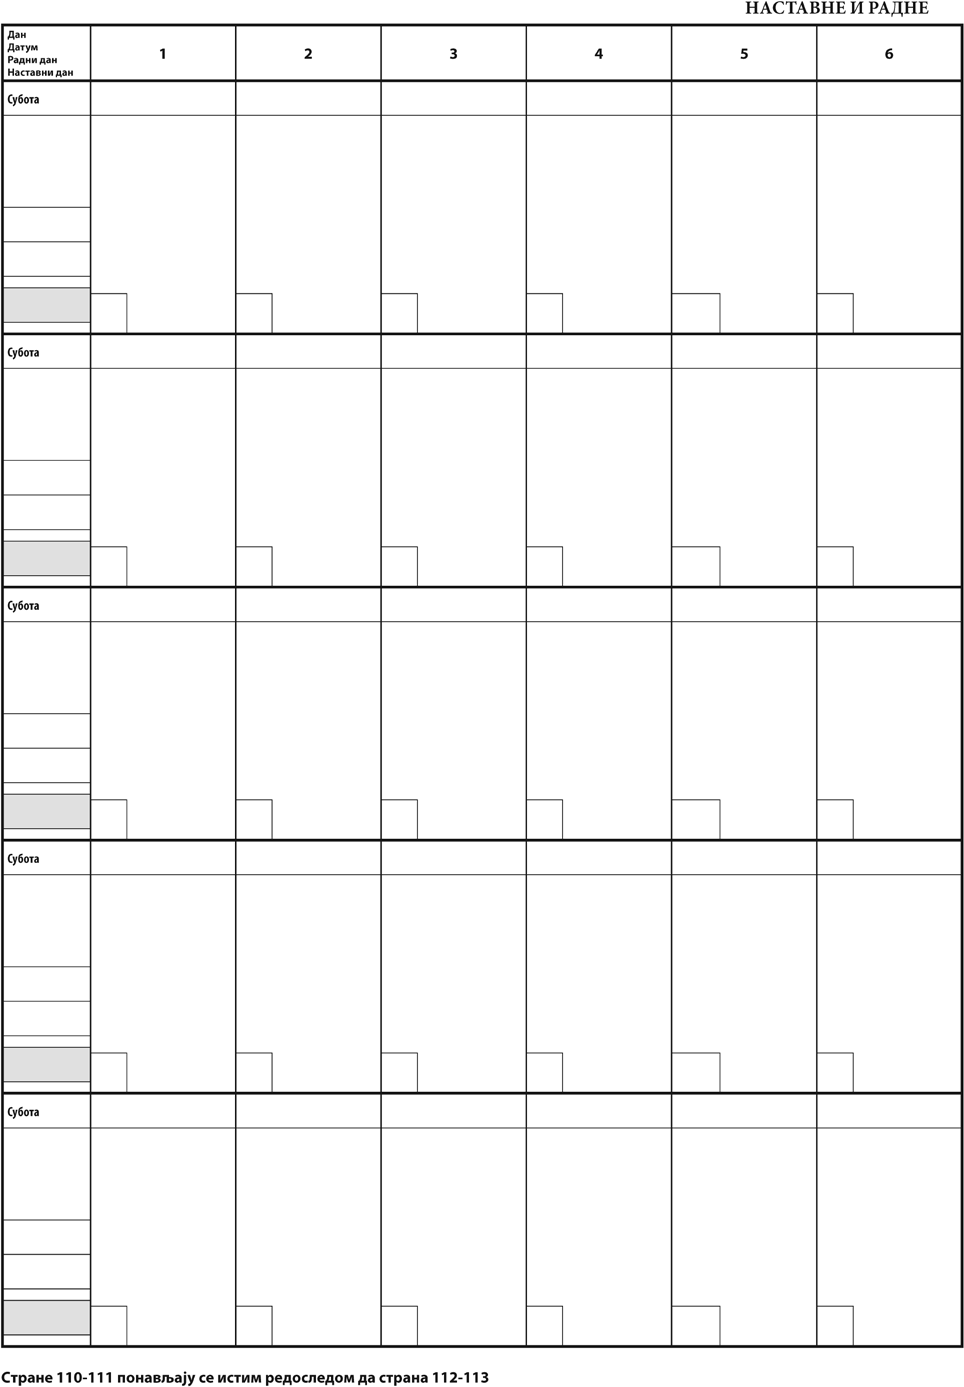 НАСТАВНЕ И РАДНЕ
Дан
Датум
Радни дан
Наставни дан
1 2 3 4 5 6
Субота
Субота
Субота
Субота
Субота
Стране 110-111 понављају се истим редоследом да страна 112-113